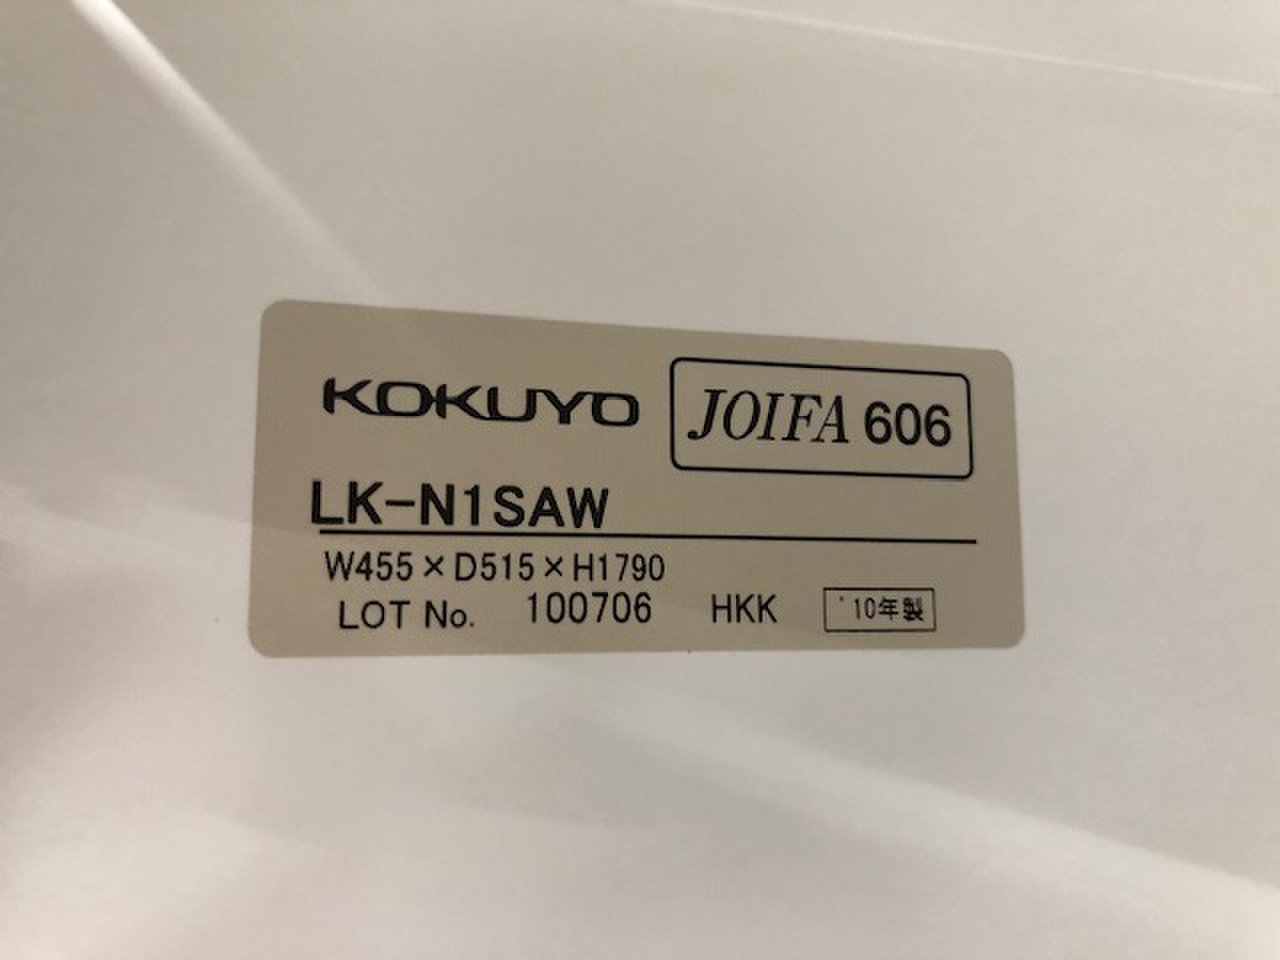 KOKUYO JOIFA 606
LK-N1SAW
W455×D515×H1790
LOT No. 100706 HKK 10年製